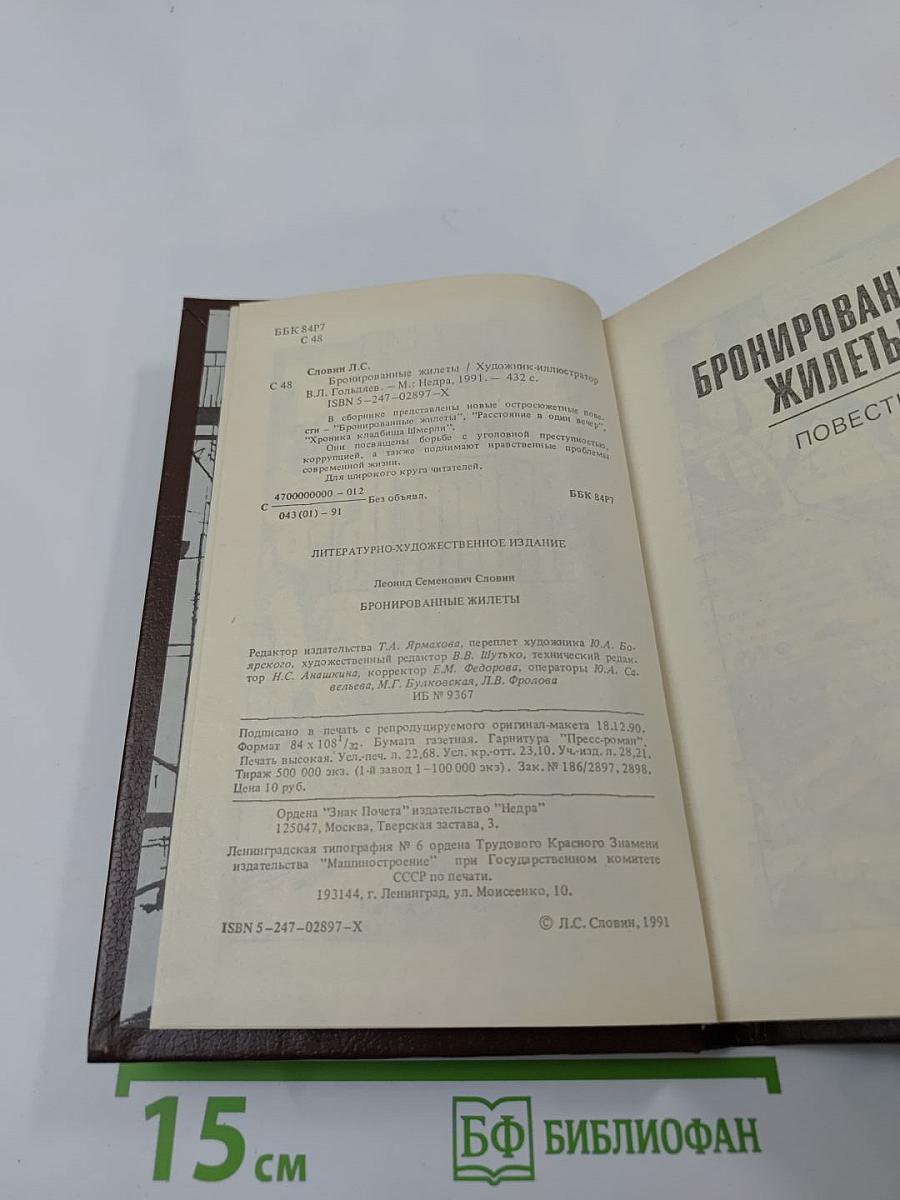 ББК 84Р7
С 48
Словин Л.С.
С 48
Бронированные жилеты / Художник-иллюстратор
В.Л. Гольдяев. — М.: Недра, 1991. — 432 с.
ISBN 5-247-02897-X
В сборнике представлены новые остросюжетные пове-
сти — "Бронированные жилеты", "Расстояние в один вечер",
"Хроника кладбища Шмерли".
Они посвящены борьбе с уголовной преступностью,
коррупцией, а также поднимают нравственные проблемы
современной жизни.
Для широкого круга читателей.
С 4700000000 — 012
043 (01) — 91
Без объявл.
ББК 84Р7
ЛИТЕРАТУРНО-ХУДОЖЕСТВЕННОЕ ИЗДАНИЕ
Леонид Семенович Словин
БРОНИРОВАННЫЕ ЖИЛЕТЫ
Редактор издательства Т.А. Ярмахова, переплет художника Ю.А. Бо-
ярского, художественный редактор В.В. Шутько, технический редак-
тор Н.С. Анашкина, корректор Е.М. Федорова, операторы Ю.А. Са-
вельева, М.Г. Булковская, Л.В. Фролова
ИБ № 9367
Подписано в печать с репродуцируемого оригинал-макета 18.12.90.
Формат 84 х 108 1/32. Бумага газетная. Гарнитура "Пресс-роман".
Печать высокая. Усл.-печ. л. 22,68. Усл. кр.-отт. 23,10. Уч.-изд. л. 28,21.
Тираж 500 000 экз. (1-й завод 1—100 000 экз). Зак. № 186/2897, 2898.
Цена 10 руб.
Ордена "Знак Почета" издательство "Недра"
125047, Москва, Тверская застава, 3.
Ленинградская типография № 6 ордена Трудового Красного Знамени
издательства "Машиностроение" при Государственном комитете
СССР по печати.
193144, г. Ленинград, ул. Моисеенко, 10.
ISBN 5-247-02897-X
© Л.С. Словин, 1991
БРОНИРОВАН
ЖИЛЕТЫ
ПОВЕСТИ
15 см
БФ БИБЛИОФАН